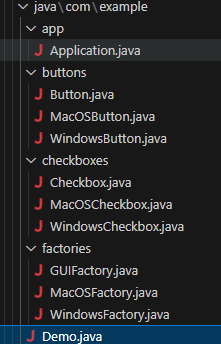 java\com\example
app
Application.java
buttons
Button.java
MacOSButton.java
WindowsButton.java
checkboxes
Checkbox.java
MacOSCheckbox.java
WindowsCheckbox.java
factories
GUIFactory.java
MacOSFactory.java
WindowsFactory.java
Demo.java